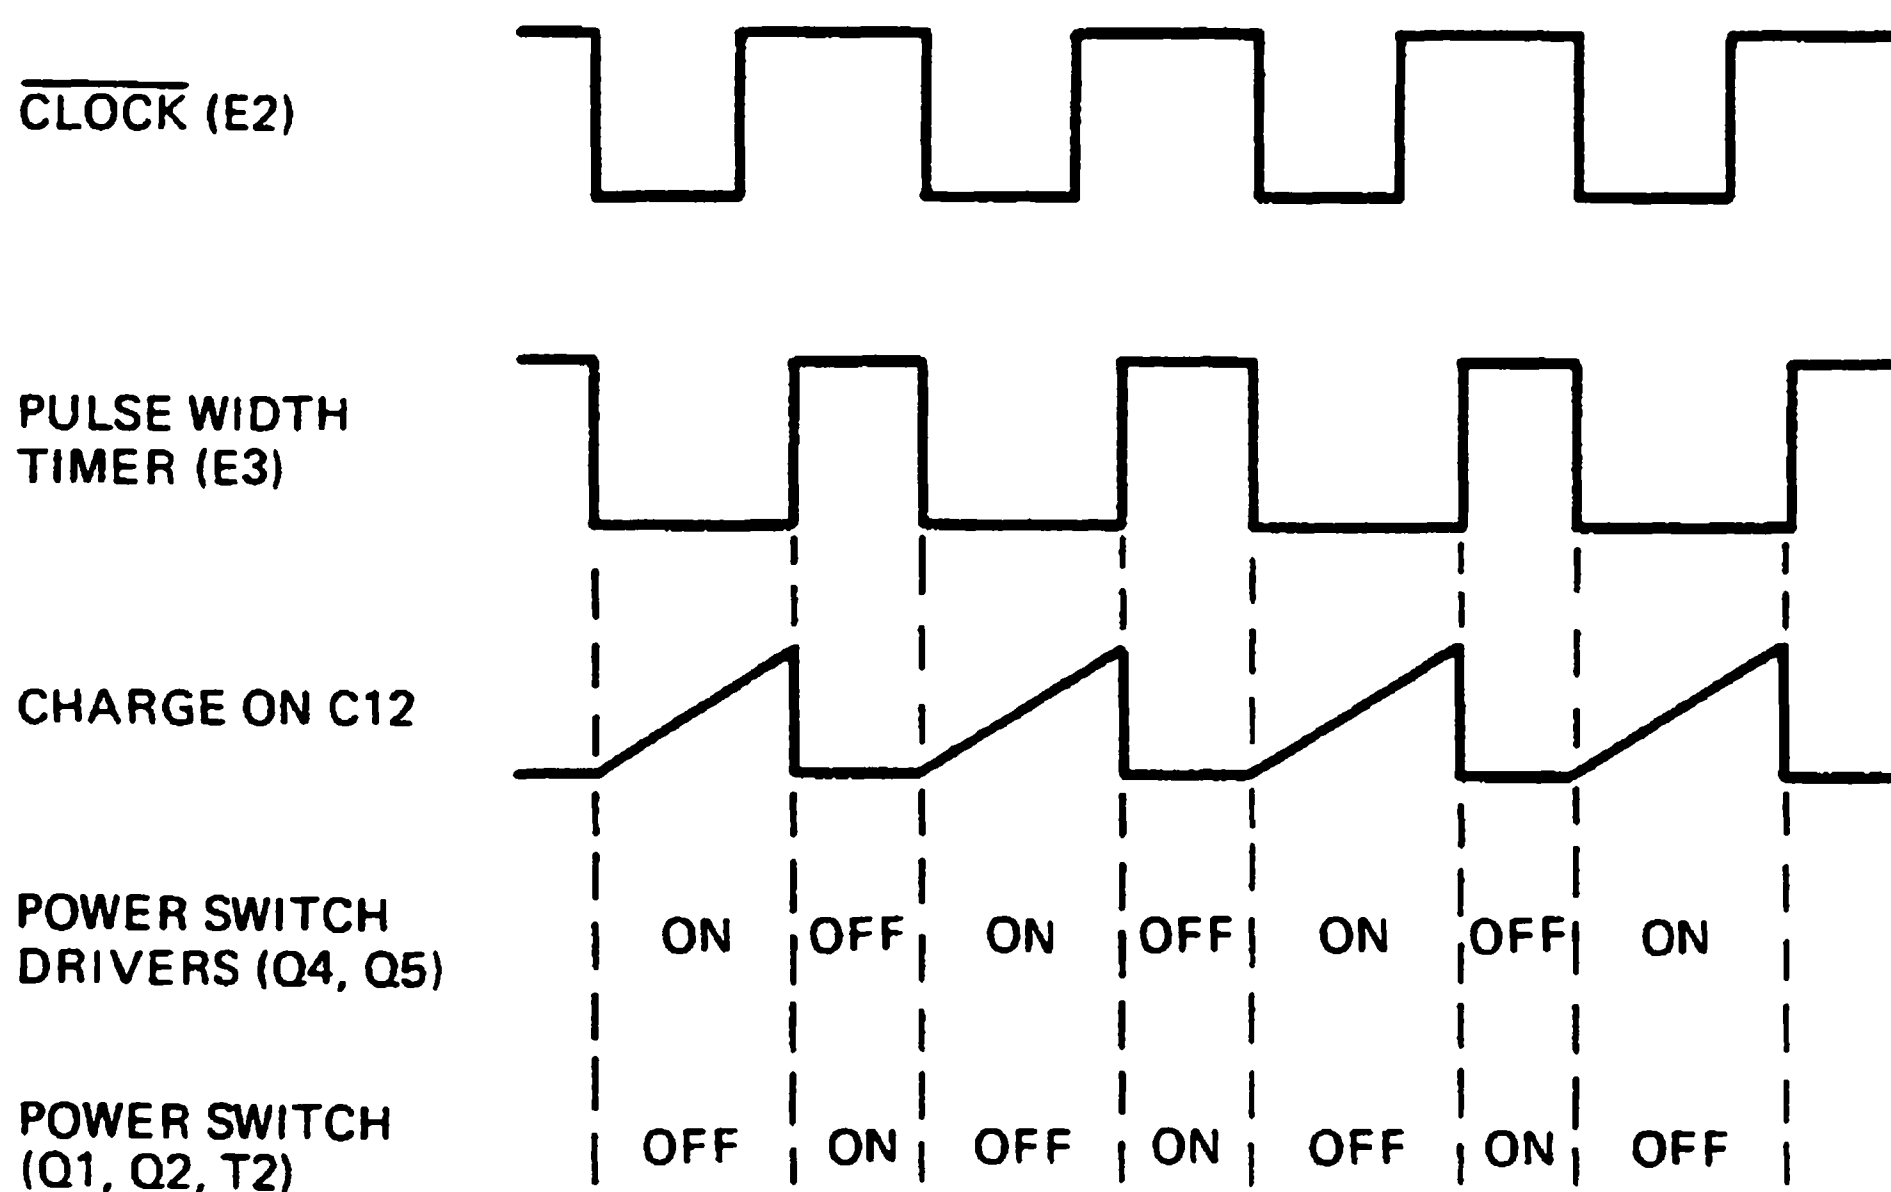 CLOCK (E2)
PULSE WIDTH
TIMER (E3)
CHARGE ON C12
POWER SWITCH
DRIVERS (Q4, Q5)
ON OFF ON OFF ON OFF ON
POWER SWITCH
(Q1, Q2, T2)
OFF ON OFF ON OFF ON OFF